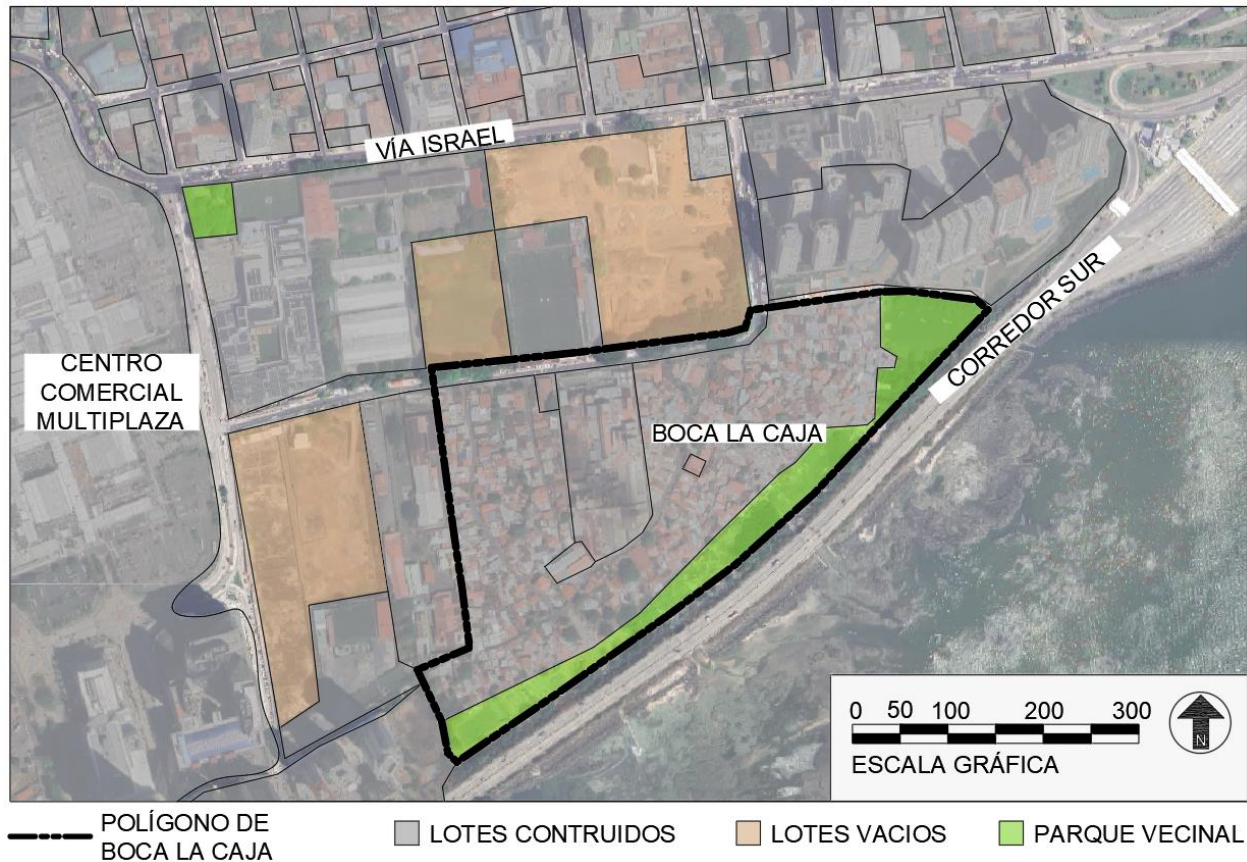 VÍA ISRAEL
CENTRO
COMERCIAL
MULTIPLAZA
CORREDOR SUR
BOCA LA CAJA
0 50 100 200 300
ESCALA GRÁFICA
N
POLÍGONO DE
BOCA LA CAJA
LOTES CONTRUIDOS
LOTES VACIOS
PARQUE VECINAL